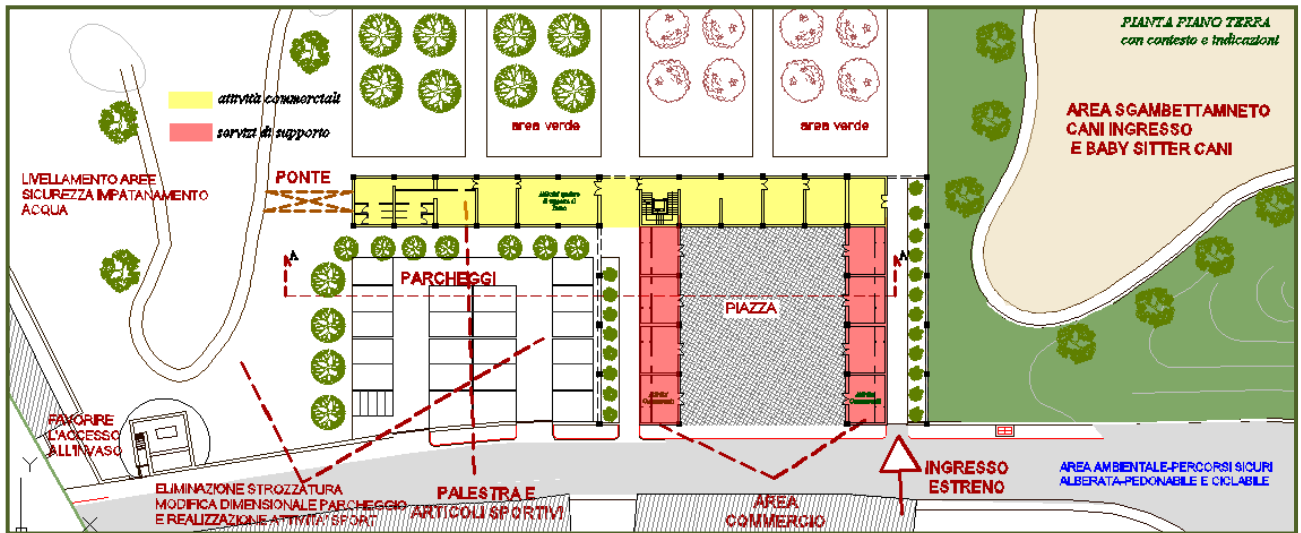 PIANTA PIANO TERRA
con contesto e indicazioni
attività commerciali
servizi di supporto
area verde
area verde
area verde
AREA SGAMBETTAMNETO
CANI INGRESSO
E BABY SITTER CANI
LIVELLAMENTO AREE
SICUREZZA IMPATANAMENTO
ACQUA
PONTE
A
A
PARCHEGGI
PIAZZA
FAVORIRE
L'ACCESSO
ALL'INVASO
Y
X
ELIMINAZIONE STROZZATURA
MODIFICA DIMENSIONALE PARCHEGGIO
E REALIZZAZIONE ATTIVITA' SPORT
PALESTRA E
ARTICOLI SPORTIVI
AREA
COMMERCIO
INGRESSO
ESTRENO
AREA AMBIENTALE-PERCORSI SICURI
ALBERATA-PEDONABILE E CICLABILE